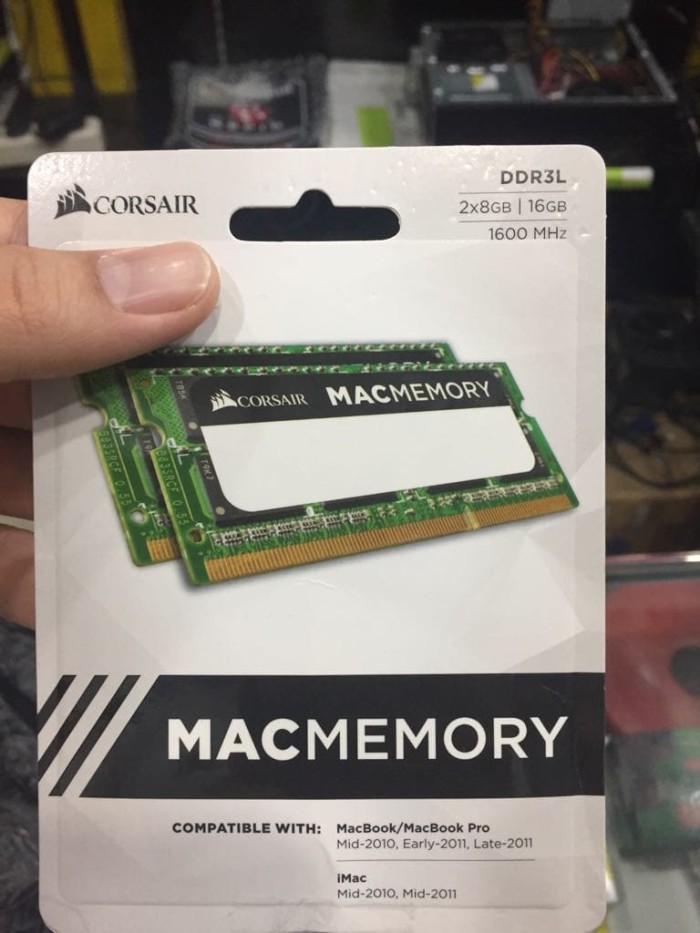 CORSAIR
DDR3L
2x8GB | 16GB
1600 MHz
CORSAIR MACMEMORY
MACMEMORY
COMPATIBLE WITH: MacBook/MacBook Pro
Mid-2010, Early-2011, Late-2011
iMac
Mid-2010, Mid-2011